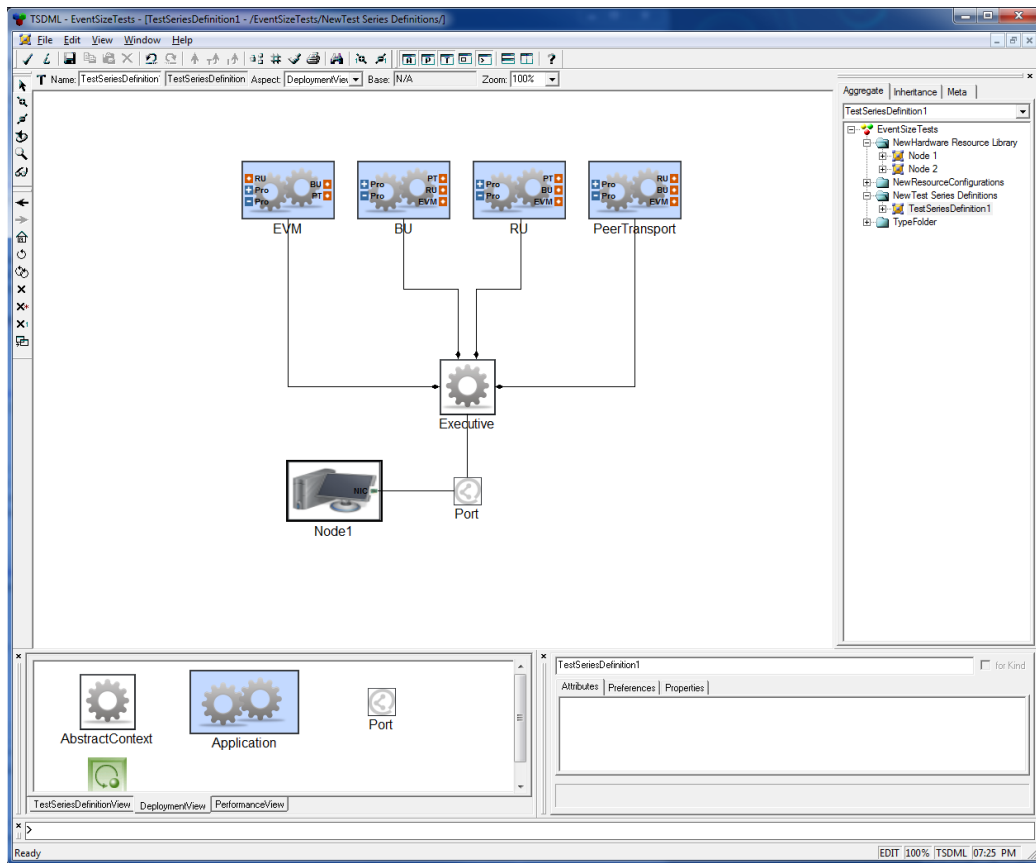 TSDML - EventSizeTests - [TestSeriesDefinition1 - /EventSizeTests/NewTest Series Definitions/]
File Edit View Window Help
Name: TestSeriesDefinition TestSeriesDefinition Aspect: DeploymentView Base: N/A Zoom: 100%
Aggregate Inheritance Meta
TestSeriesDefinition1
EventSizeTests
NewHardware Resource Library
Node 1
Node 2
NewResourceConfigurations
NewTest Series Definitions
TestSeriesDefinition1
TypeFolder
RU
Pro
Pro
BU
PT
EVM
Pro
Pro
PT
RU
EVM
BU
Pro
Pro
PT
BU
EVM
RU
Pro
Pro
RU
BU
EVM
PeerTransport
Executive
NIC
Node1
Port
AbstractContext
Application
Port
TestSeriesDefinitionView DeploymentView PerformanceView
TestSeriesDefinition1
for Kind
Attributes Preferences Properties
>
Ready
EDIT 100% TSDML 07:25 PM